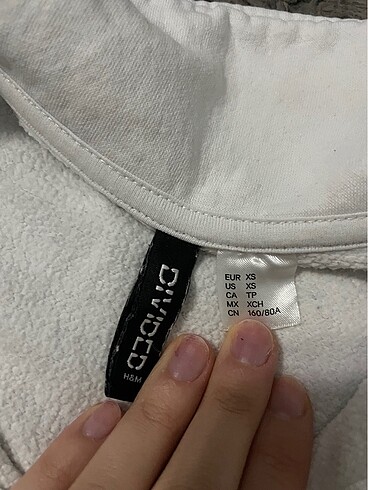 DIVIDED
H&M
EUR XS
US XS
CA TP
MX XCH
CN 160/80A